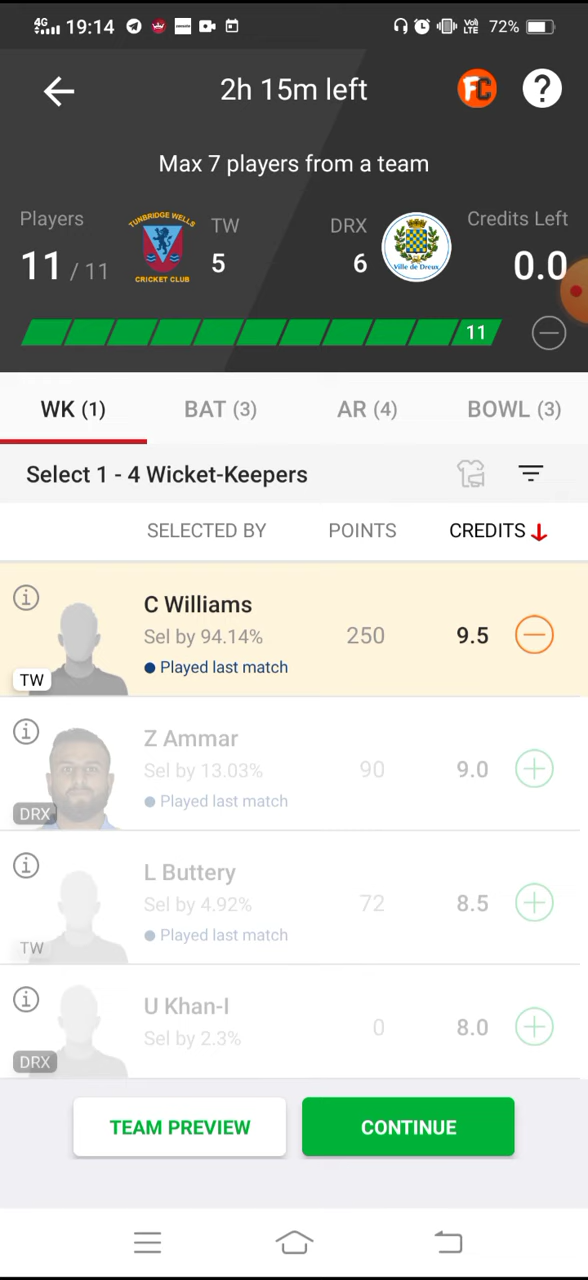 4G 19:14 VoI LTE 72%
2h 15m left FC ?
Max 7 players from a team
Players TW DRX Credits Left
11 / 11 5 6 0.0
TUNBRIDGE WELLS
CRICKET CLUB
Ville de Dreux
11
WK (1) BAT (3) AR (4) BOWL (3)
Select 1 - 4 Wicket-Keepers
SELECTED BY POINTS CREDITS
C Williams
Sel by 94.14% 250 9.5
Played last match
TW
Z Ammar
Sel by 13.03% 90 9.0
Played last match
DRX
L Buttery
Sel by 4.92% 72 8.5
Played last match
TW
U Khan-I
Sel by 2.3% 0 8.0
DRX
TEAM PREVIEW CONTINUE